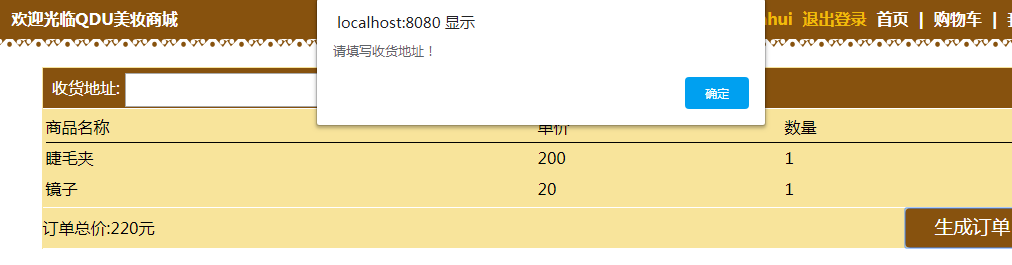 欢迎光临QDU美妆商城 hui 退出登录 首页 | 购物车 |
localhost:8080 显示
请填写收货地址！
确定
收货地址:
商品名称 单价 数量
睫毛夹 200 1
镜子 20 1
订单总价:220元 生成订单